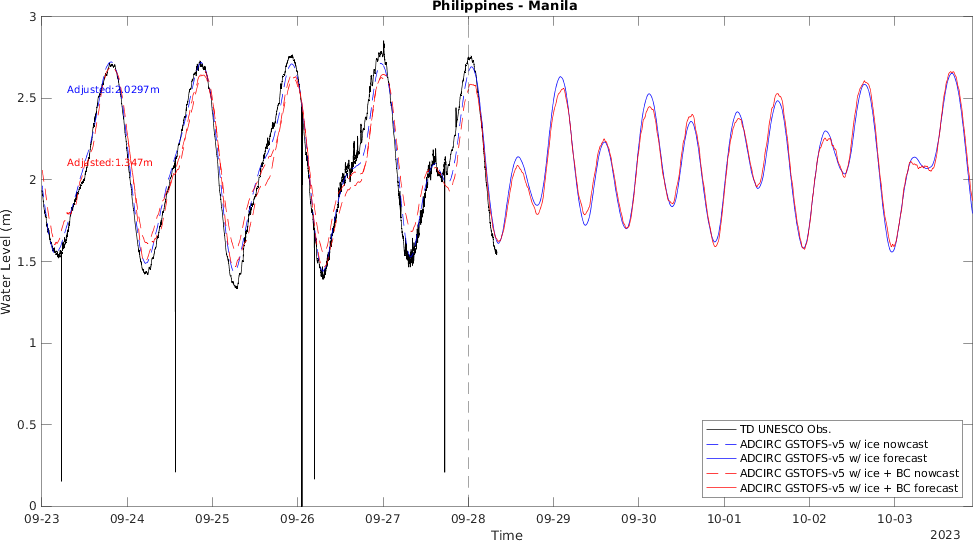 Philippines - Manila
3
2.5
2
1.5
1
0.5
0
Water Level (m)
Adjusted:2.0297m
Adjusted:1.347m
TD UNESCO Obs.
ADCIRC GSTOFS-v5 w/ ice nowcast
ADCIRC GSTOFS-v5 w/ ice forecast
ADCIRC GSTOFS-v5 w/ ice + BC nowcast
ADCIRC GSTOFS-v5 w/ ice + BC forecast
09-23 09-24 09-25 09-26 09-27 09-28 09-29 09-30 10-01 10-02 10-03
Time
2023